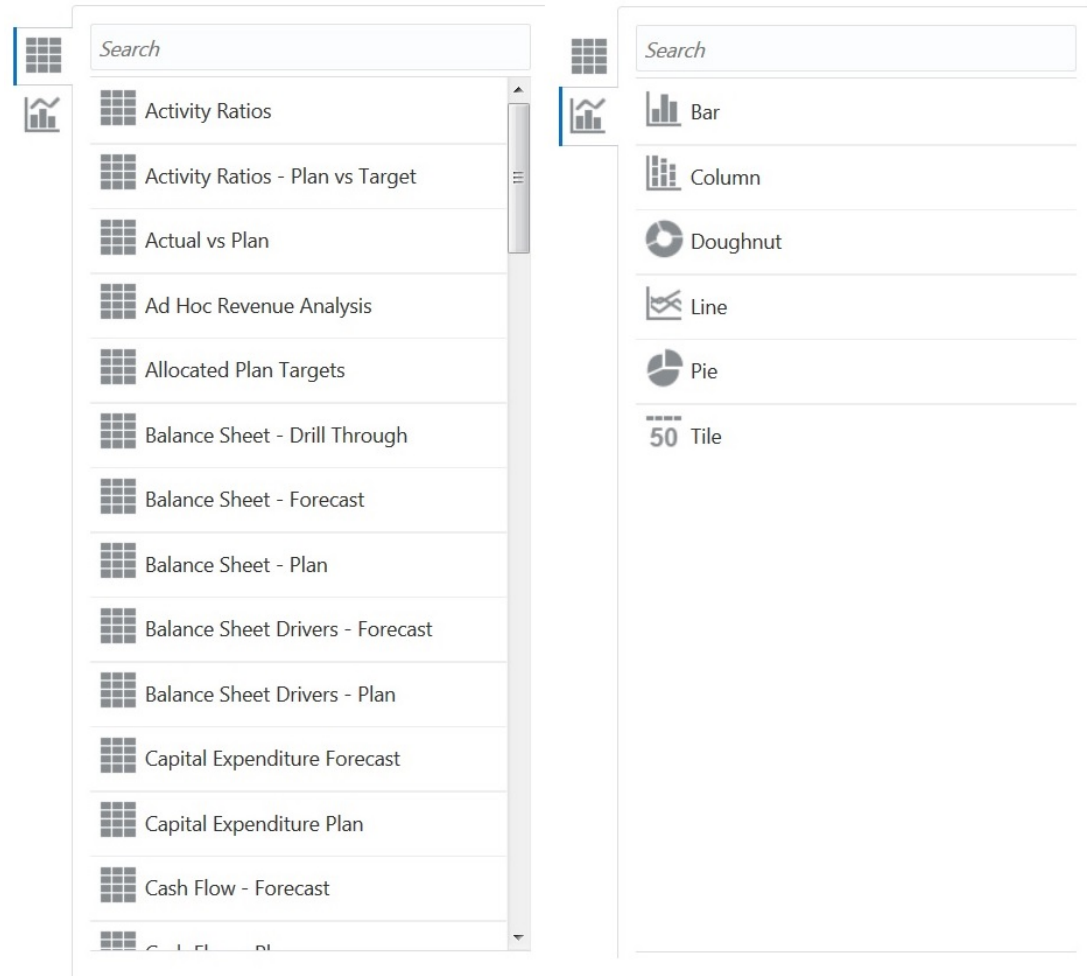 Search
Activity Ratios
Activity Ratios - Plan vs Target
Actual vs Plan
Ad Hoc Revenue Analysis
Allocated Plan Targets
Balance Sheet - Drill Through
Balance Sheet - Forecast
Balance Sheet - Plan
Balance Sheet Drivers - Forecast
Balance Sheet Drivers - Plan
Capital Expenditure Forecast
Capital Expenditure Plan
Cash Flow - Forecast
Search
Bar
Column
Doughnut
Line
Pie
50 Tile